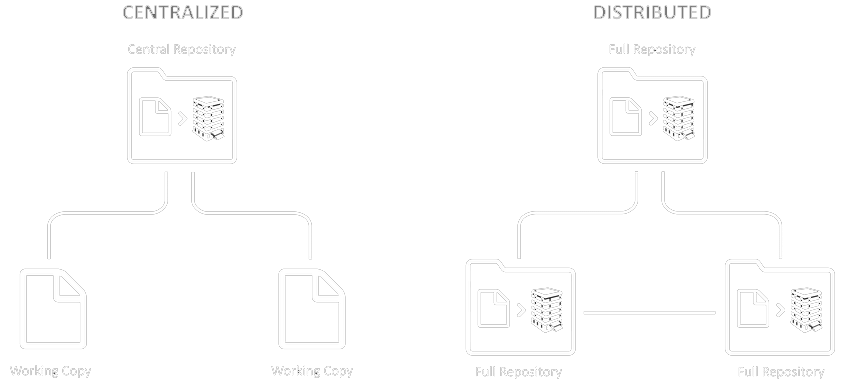 CENTRALIZED
DISTRIBUTED
Central Repository
Full Repository
Working Copy
Working Copy
Full Repository
Full Repository